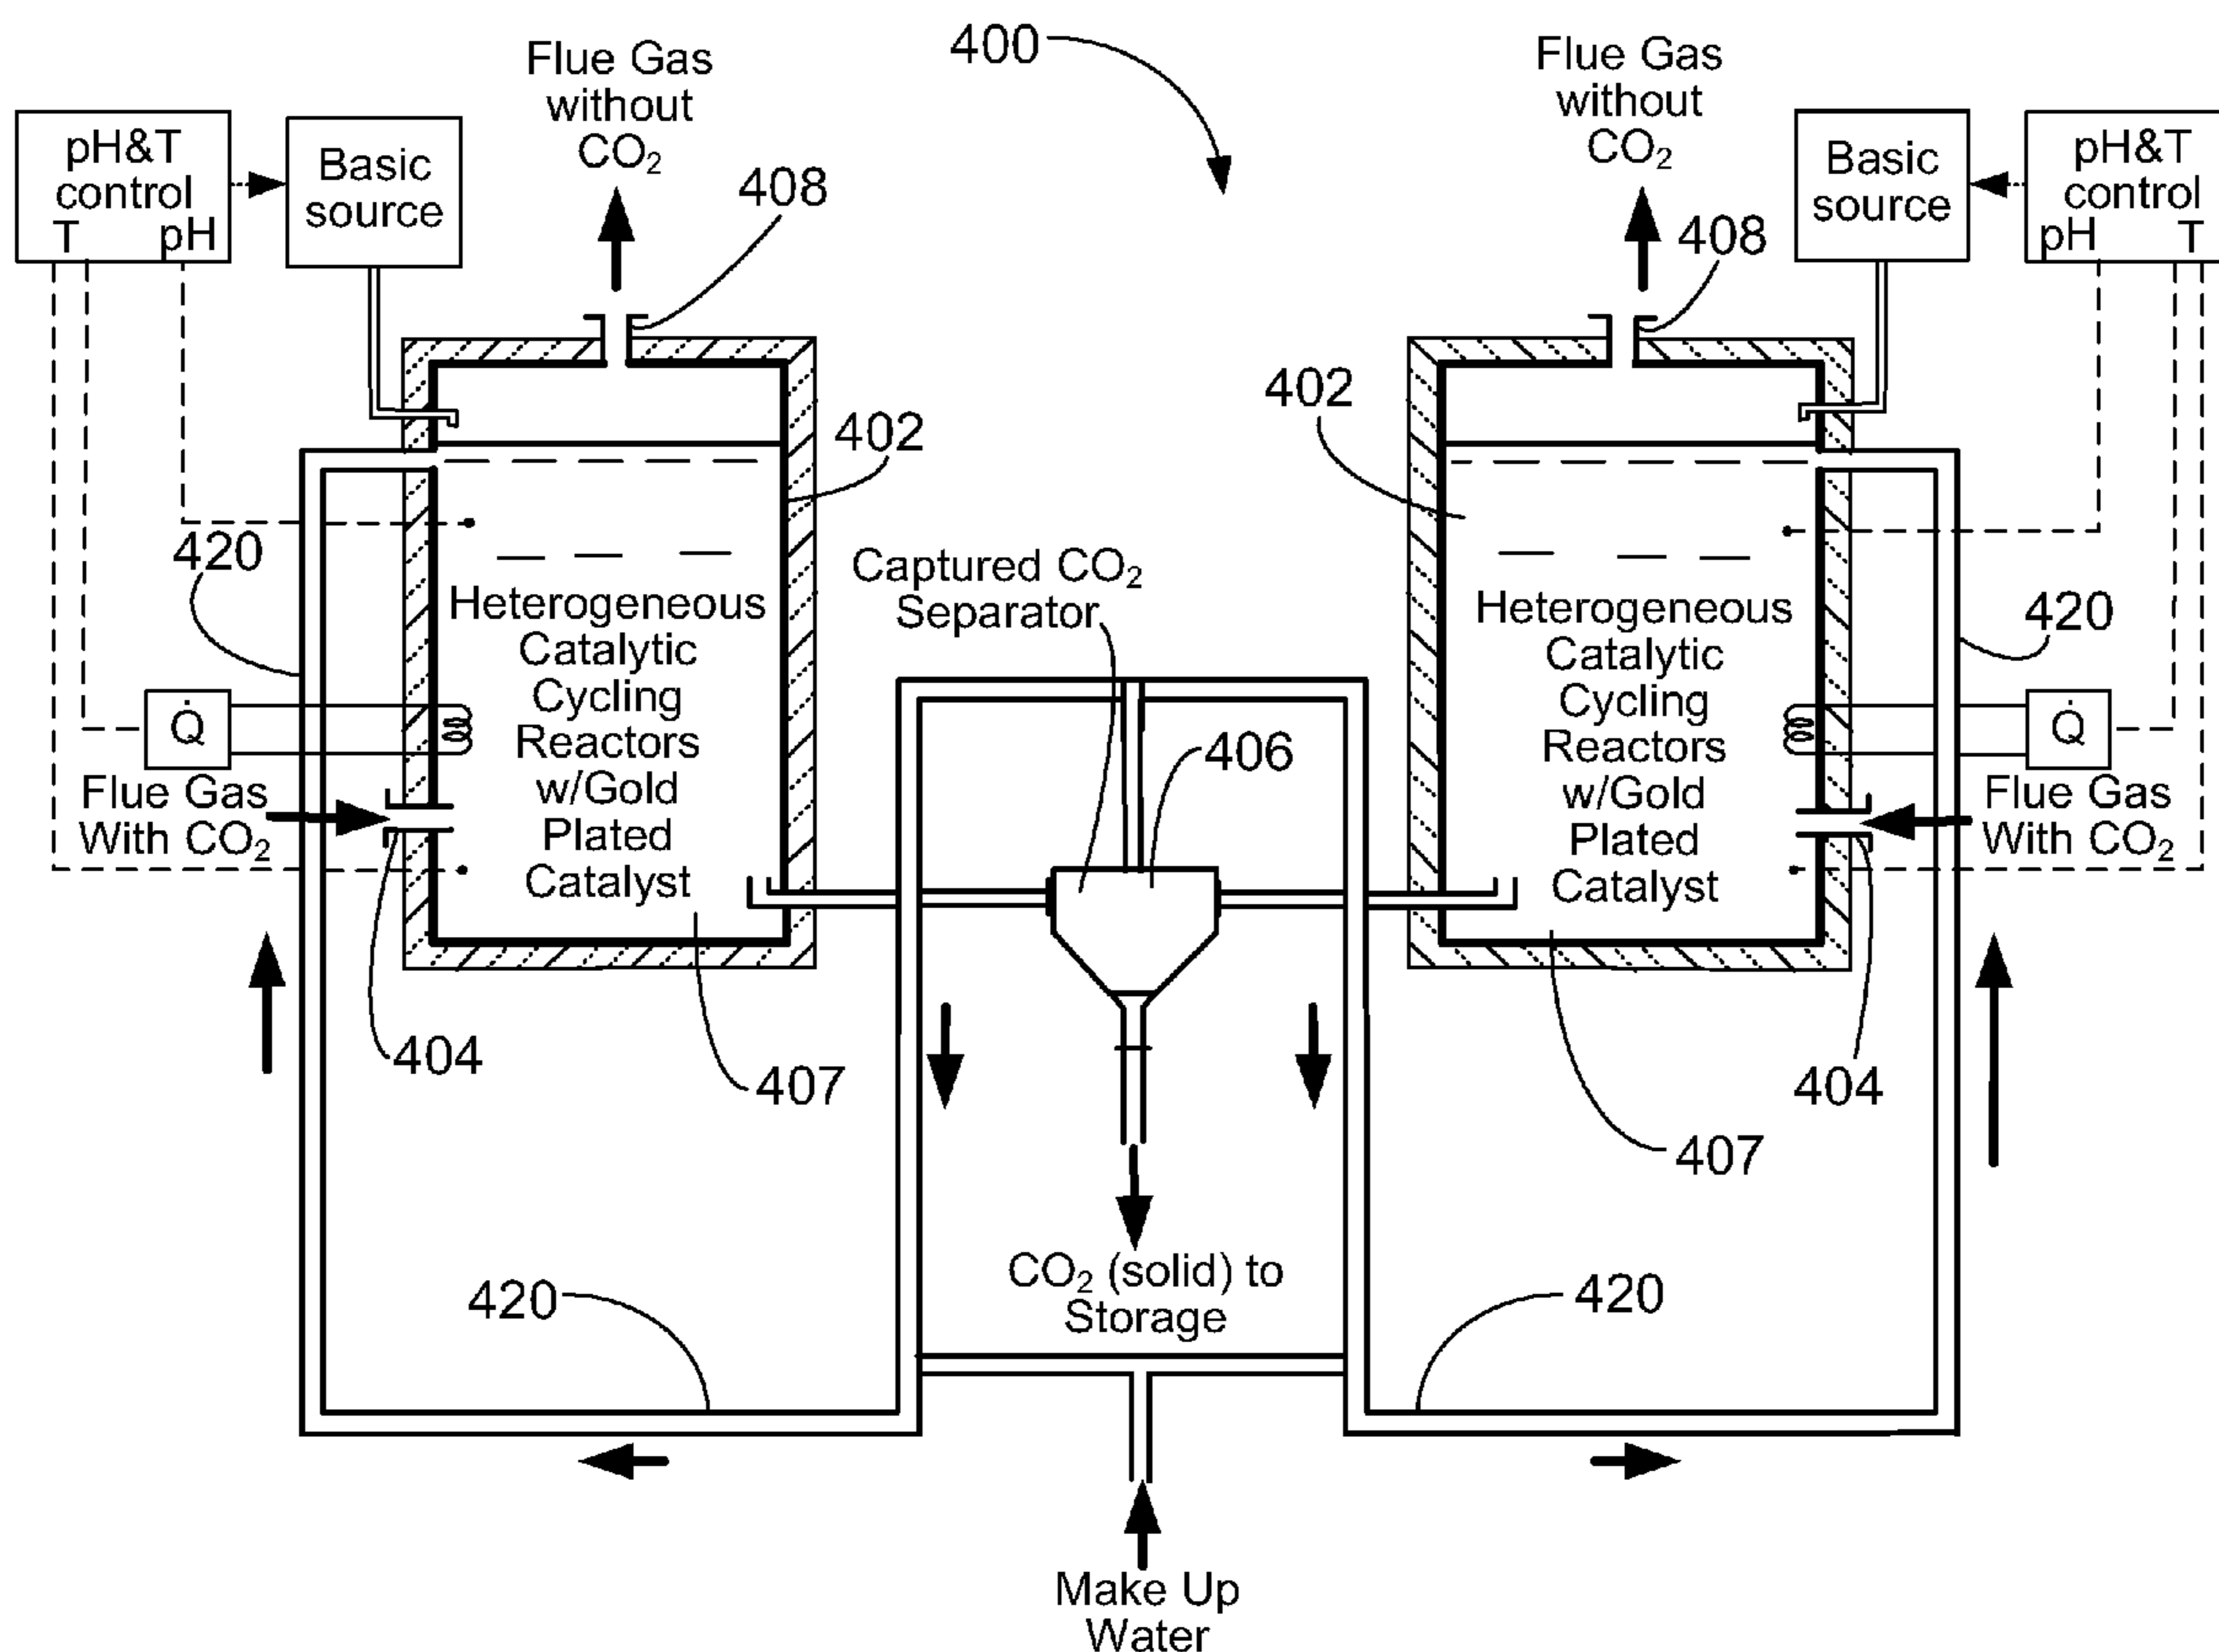 400
Flue Gas
without
CO₂
Flue Gas
without
CO₂
pH&T
control
T pH
Basic
source
408
408
Basic
source
pH&T
control
pH T
402
402
420
Captured CO₂
Separator
Heterogeneous
Catalytic
Cycling
Reactors
w/Gold
Plated
Catalyst
Heterogeneous
Catalytic
Cycling
Reactors
w/Gold
Plated
Catalyst
420
Q̇
406
Q̇
Flue Gas
With CO₂
Flue Gas
With CO₂
404
407
404
407
CO₂ (solid) to
Storage
420
420
Make Up
Water